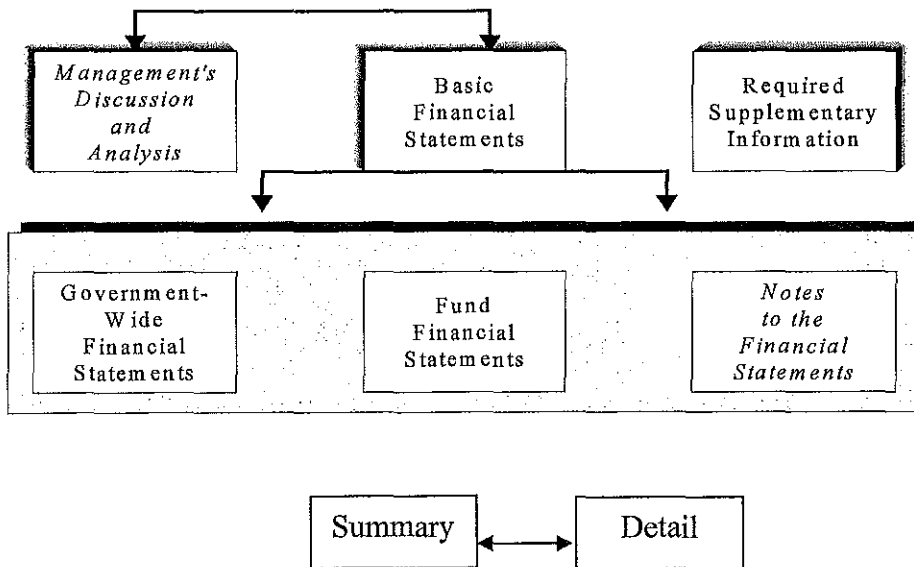 Management's
Discussion
and
Analysis
Basic
Financial
Statements
Required
Supplementary
Information
Government-
Wide
Financial
Statements
Fund
Financial
Statements
Notes
to the
Financial
Statements
Summary
Detail